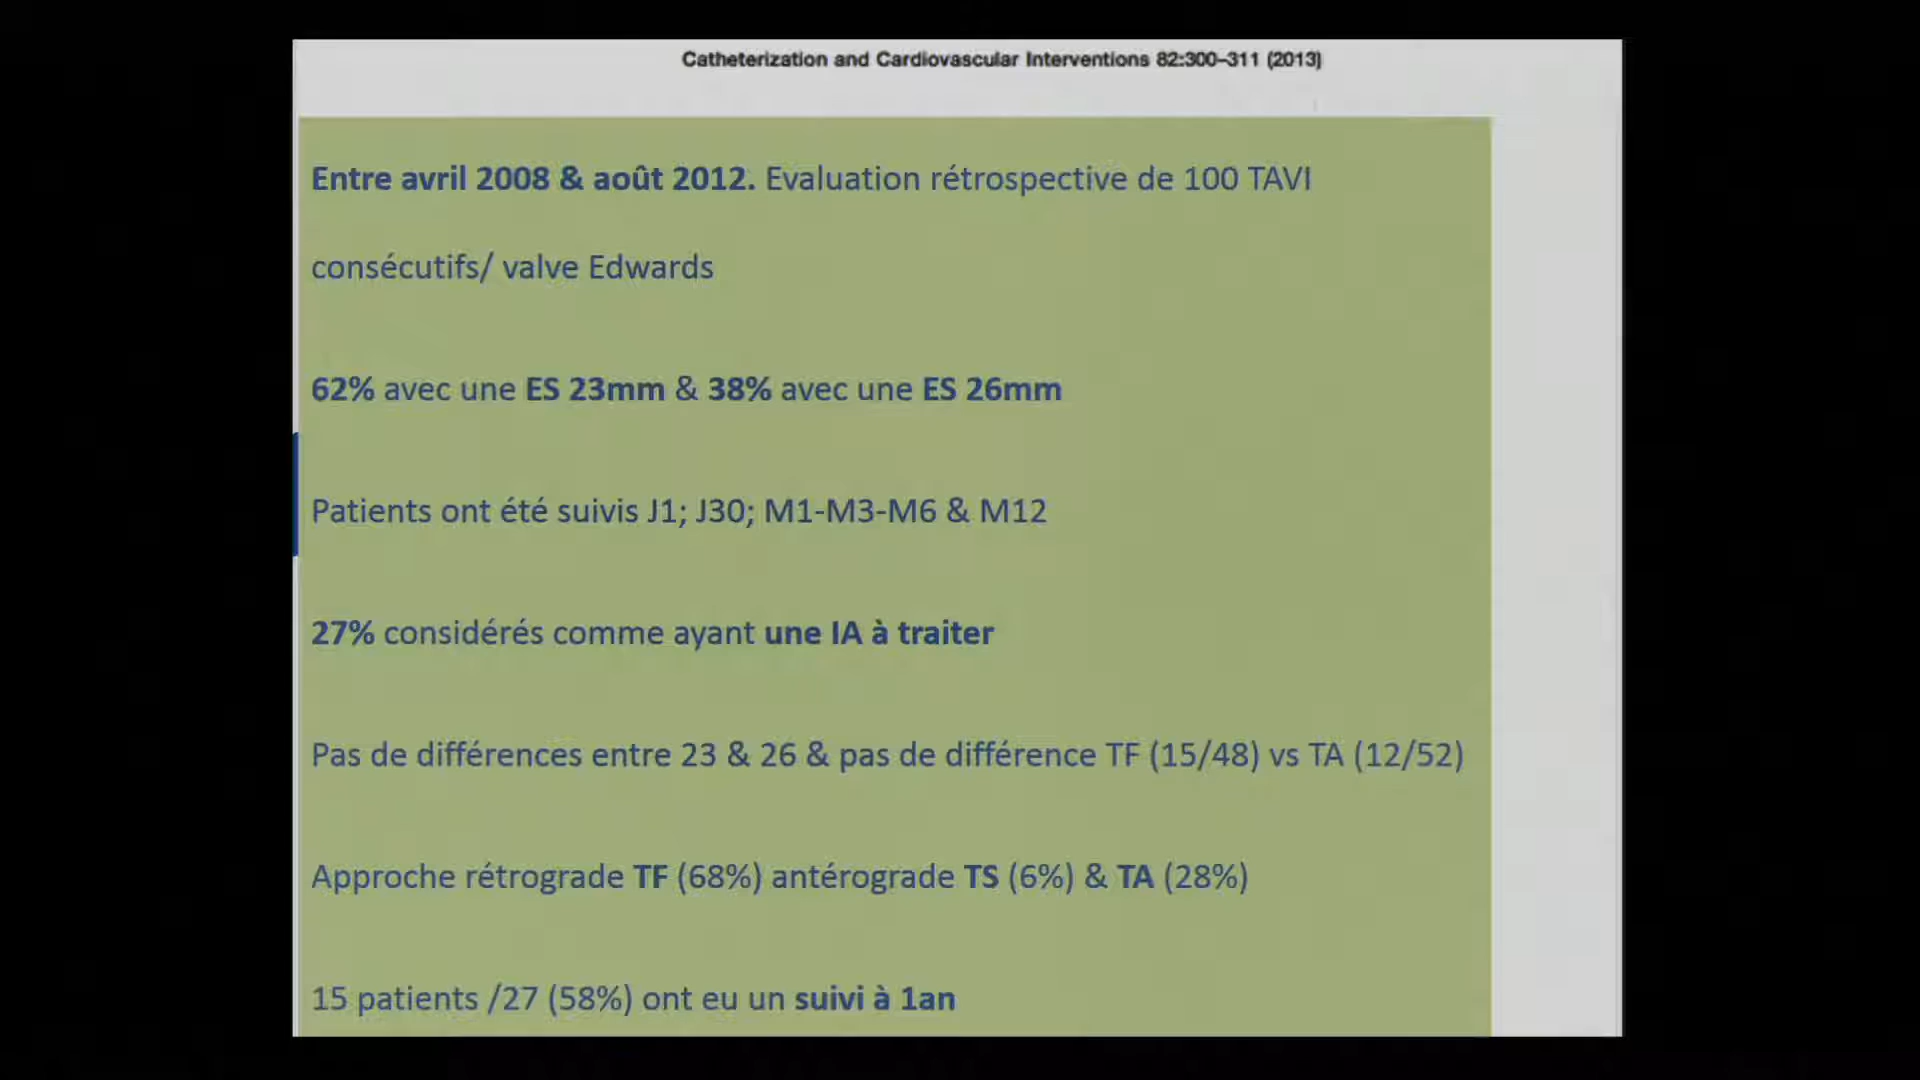 Catheterization and Cardiovascular Interventions 82:300–311 (2013)
Entre avril 2008 & août 2012. Evaluation rétrospective de 100 TAVI
consécutifs/ valve Edwards
62% avec une ES 23mm & 38% avec une ES 26mm
Patients ont été suivis J1; J30; M1-M3-M6 & M12
27% considérés comme ayant une IA à traiter
Pas de différences entre 23 & 26 & pas de différence TF (15/48) vs TA (12/52)
Approche rétrograde TF (68%) antérograde TS (6%) & TA (28%)
15 patients /27 (58%) ont eu un suivi à 1an